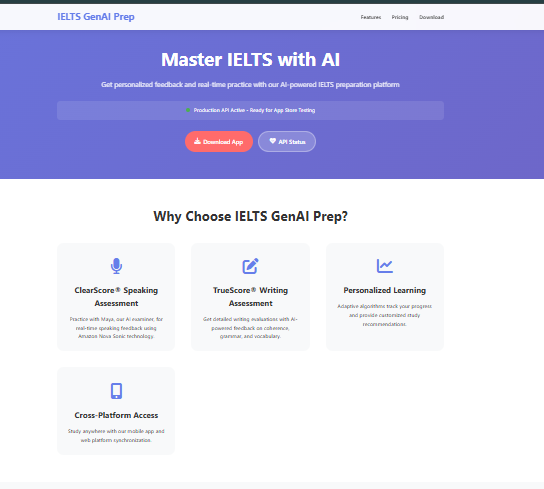 IELTS GenAI Prep
Features Pricing Download
Master IELTS with AI
Get personalized feedback and real-time practice with our AI-powered IELTS preparation platform
Production API Active - Ready for App Store Testing
Download App API Status
Why Choose IELTS GenAI Prep?
ClearScore® Speaking
Assessment
Practice with Maya, our AI examiner, for
real-time speaking feedback using
Amazon Nova Sonic technology.
TrueScore® Writing
Assessment
Get detailed writing evaluations with AI-
powered feedback on coherence,
grammar, and vocabulary.
Personalized Learning
Adaptive algorithms track your progress
and provide customized study
recommendations.
Cross-Platform Access
Study anywhere with our mobile app and
web platform synchronization.